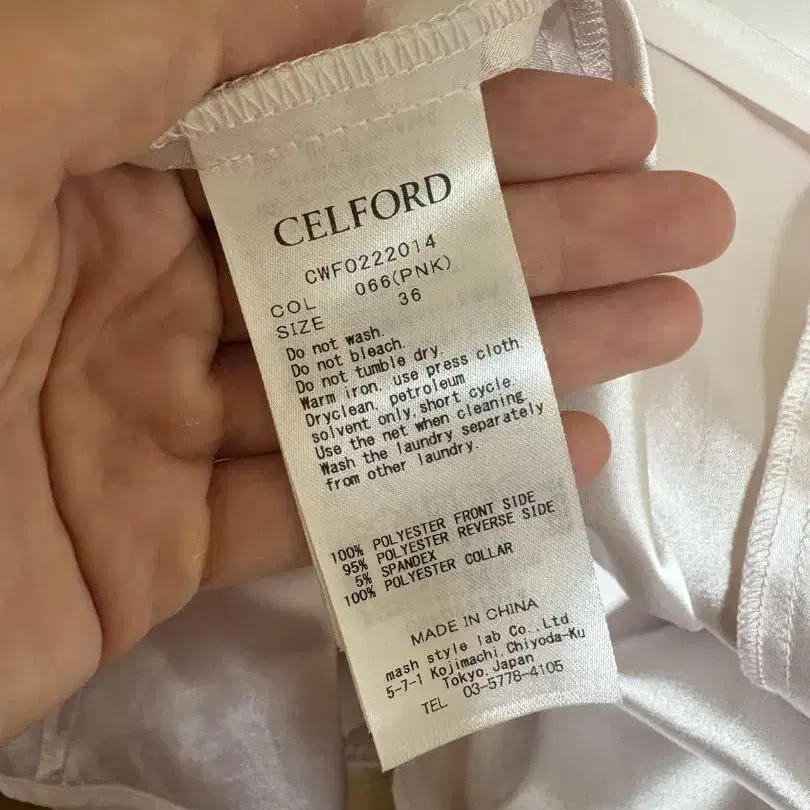 CELFORD
CWFO222014
COL 066(PNK)
SIZE 36
Do not wash.
Do not bleach.
Do not tumble dry.
Warm iron. use press cloth
Dryclean. petroleum
solvent only. short cycle.
Use the net when cleaning.
Wash the laundry separately
from other laundry.
100% POLYESTER FRONT SIDE
95% POLYESTER REVERSE SIDE
5% SPANDEX
100% POLYESTER COLLAR
MADE IN CHINA
mash style lab Co.,Ltd.
5-7-1 Kojimachi,Chiyoda-Ku
Tokyo,Japan
TEL 03-5778-4105